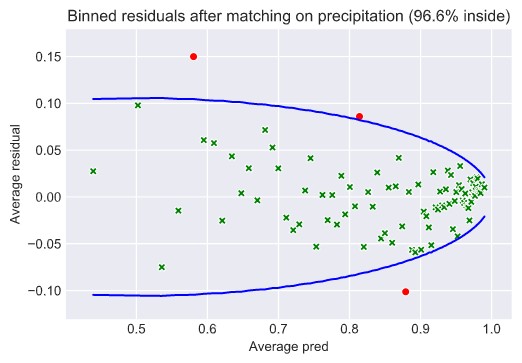 Binned residuals after matching on precipitation (96.6% inside)
0.15
0.10
0.05
0.00
−0.05
−0.10
Average residual
0.5 0.6 0.7 0.8 0.9 1.0
Average pred